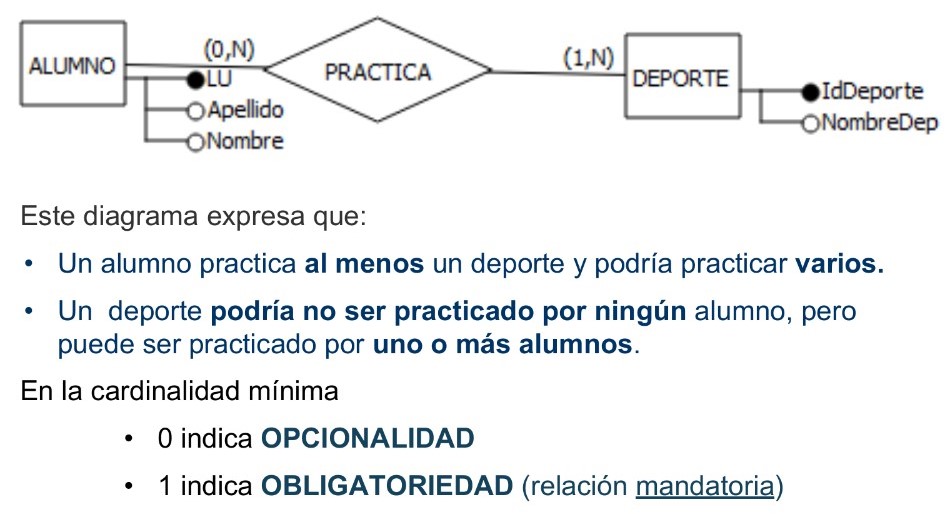 (0,N)
ALUMNO
PRACTICA
(1,N)
DEPORTE
LU
Apellido
Nombre
IdDeporte
NombreDep
Este diagrama expresa que:
• Un alumno practica al menos un deporte y podría practicar varios.
• Un deporte podría no ser practicado por ningún alumno, pero
puede ser practicado por uno o más alumnos.
En la cardinalidad mínima
• 0 indica OPCIONALIDAD
• 1 indica OBLIGATORIEDAD (relación mandatoria)